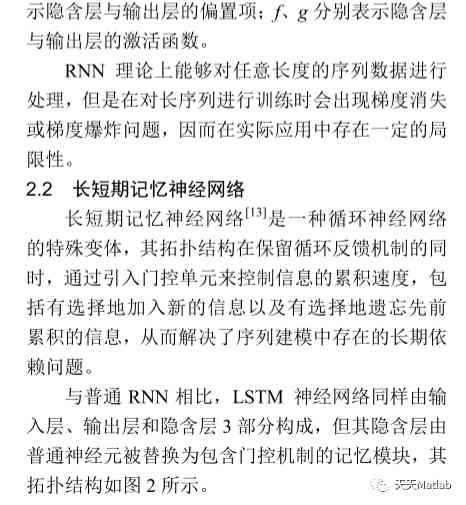 示隐含层与输出层的偏置项；f、g 分别表示隐含层
与输出层的激活函数。
RNN 理论上能够对任意长度的序列数据进行
处理，但是在对长序列进行训练时会出现梯度消失
或梯度爆炸问题，因而在实际应用中存在一定的局
限性。
2.2 长短期记忆神经网络
长短期记忆神经网络[13]是一种循环神经网络
的特殊变体，其拓扑结构在保留循环反馈机制的同
时，通过引入门控单元来控制信息的累积速度，包
括有选择地加入新的信息以及有选择地遗忘先前
累积的信息，从而解决了序列建模中存在的长期依
赖问题。
与普通 RNN 相比，LSTM 神经网络同样由输
入层、输出层和隐含层 3 部分构成，但其隐含层由
普通神经元被替换为包含门控机制的记忆模块，其
拓扑结构如图 2 所示。
天天Matlab